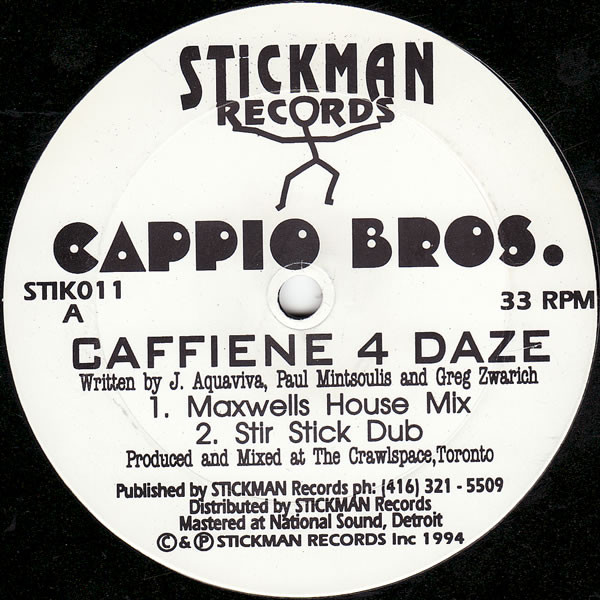 STICKMAN
RECORDS
CAPPIO BROS.
STIK011
A
33 RPM
CAFFIENE 4 DAZE
Written by J. Aquaviva, Paul Mintsoulis and Greg Zwarich
1. Maxwells House Mix
2. Stir Stick Dub
Produced and Mixed at The Crawlspace,Toronto
Published by STICKMAN Records ph: (416) 321 - 5509
Distributed by STICKMAN Records
Mastered at National Sound, Detroit
© & ℗ STICKMAN RECORDS Inc 1994